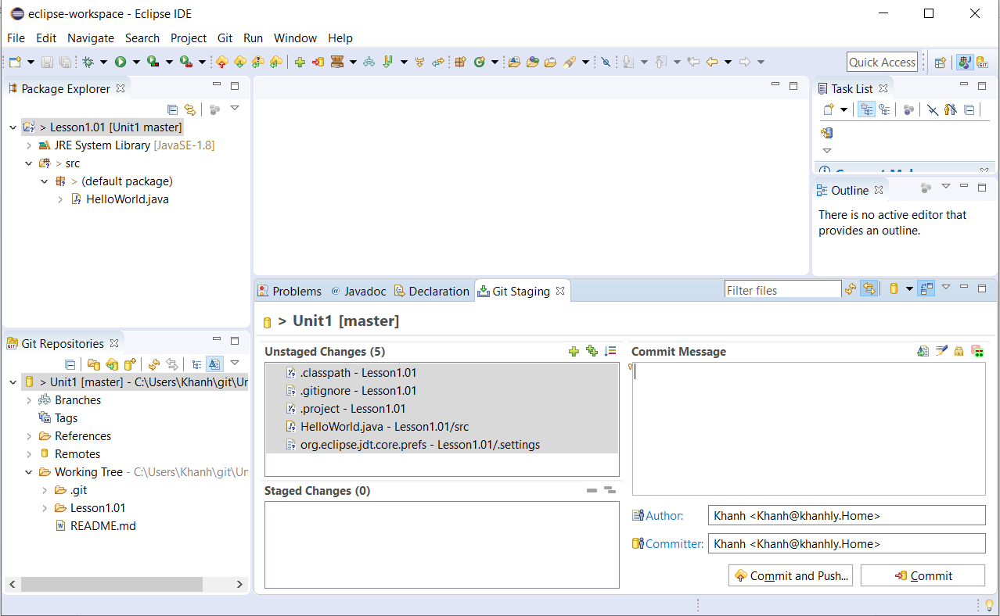 eclipse-workspace - Eclipse IDE
File Edit Navigate Search Project Git Run Window Help
Quick Access
Package Explorer
> Lesson1.01 [Unit1 master]
JRE System Library [JavaSE-1.8]
> src
> (default package)
HelloWorld.java
Task List
Outline
There is no active editor that
provides an outline.
Git Repositories
> Unit1 [master] - C:\Users\Khanh\git\Un
Branches
Tags
References
Remotes
Working Tree - C:\Users\Khanh\git\Un
.git
Lesson1.01
README.md
Problems @ Javadoc Declaration Git Staging
Filter files
> Unit1 [master]
Unstaged Changes (5)
.classpath - Lesson1.01
.gitignore - Lesson1.01
.project - Lesson1.01
HelloWorld.java - Lesson1.01/src
org.eclipse.jdt.core.prefs - Lesson1.01/.settings
Staged Changes (0)
Commit Message
Author: Khanh <Khanh@khanhly.Home>
Committer: Khanh <Khanh@khanhly.Home>
Commit and Push... Commit